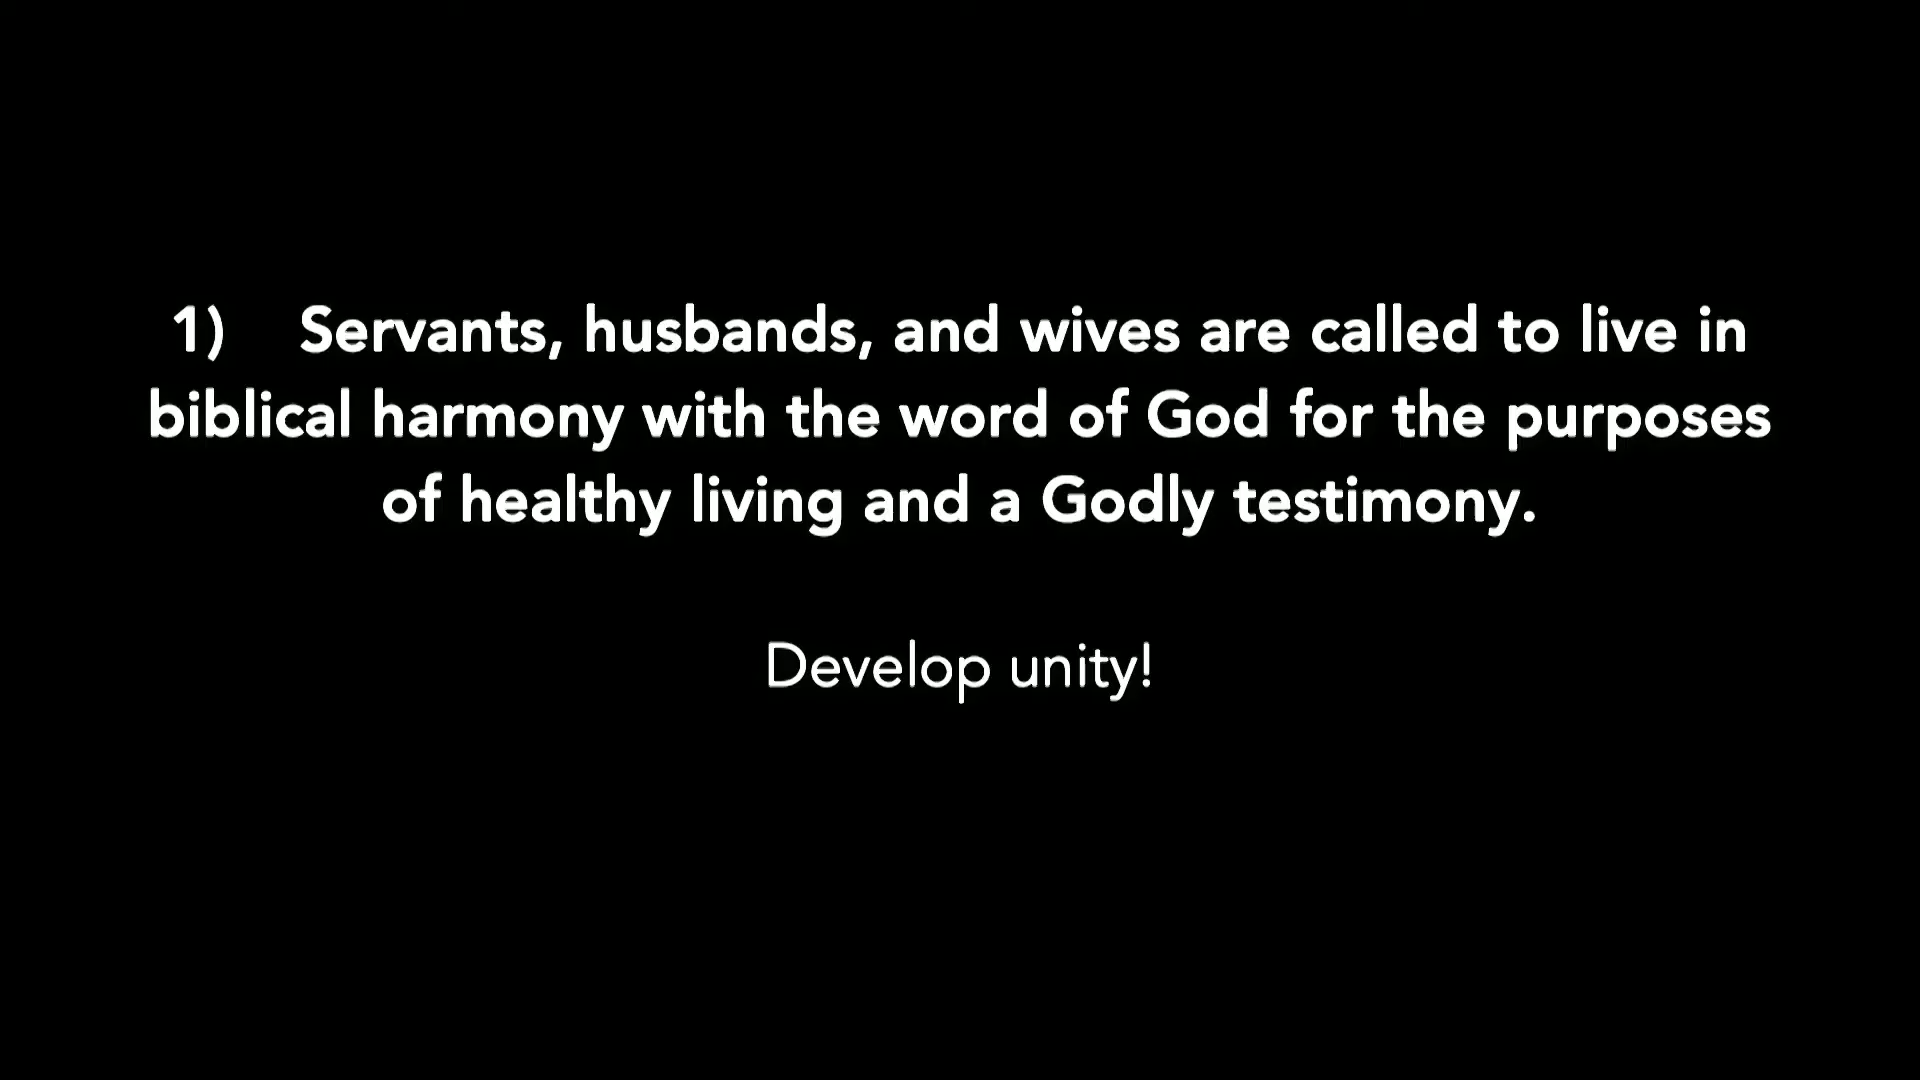 1) Servants, husbands, and wives are called to live in
biblical harmony with the word of God for the purposes
of healthy living and a Godly testimony.
Develop unity!